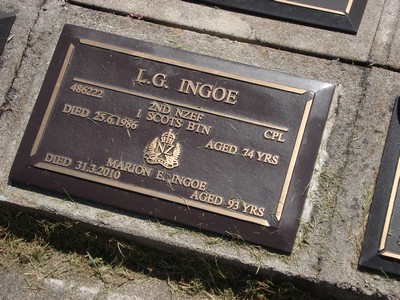 L.G. INGOE
486222 2ND NZEF CPL
1 SCOTS BTN
DIED 25.6.1986 AGED 74 YRS
NZ
MARION E. INGOE
DIED 31.3.2010 AGED 93 YRS